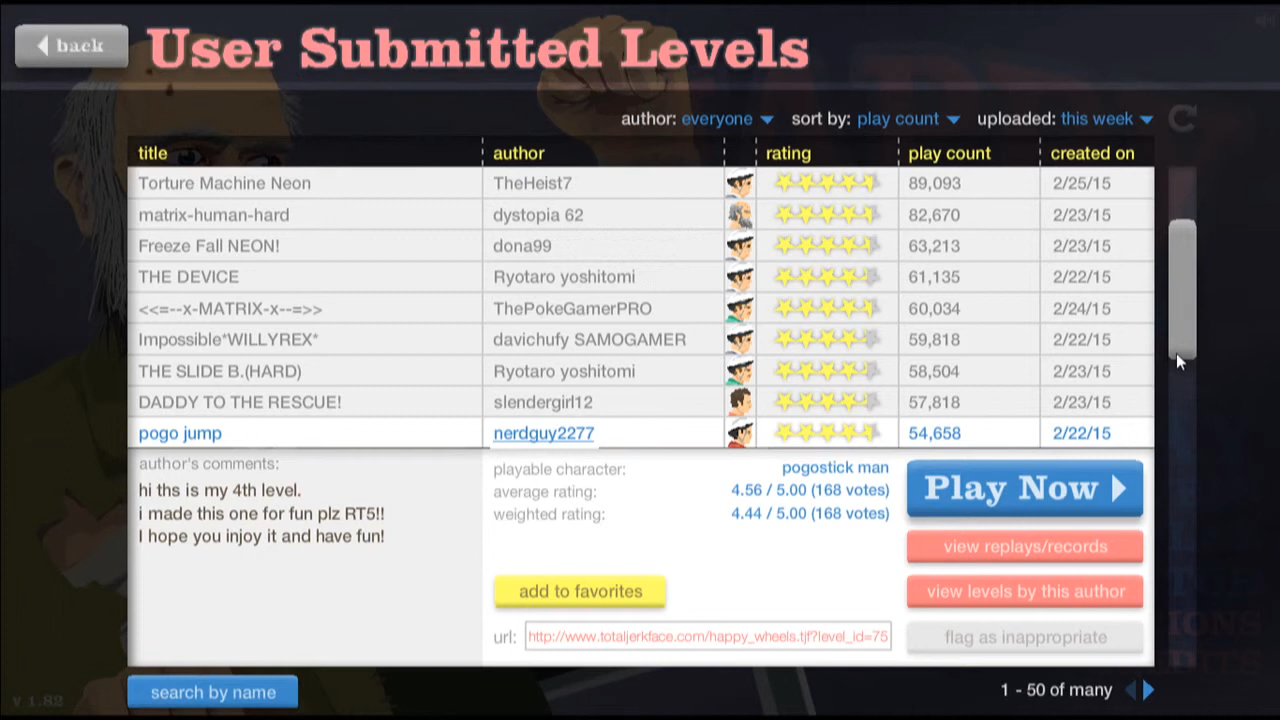 back
User Submitted Levels
author: everyone sort by: play count uploaded: this week
title author rating play count created on
Torture Machine Neon TheHeist7 89,093 2/25/15
matrix-human-hard dystopia 62 82,670 2/23/15
Freeze Fall NEON! dona99 63,213 2/23/15
THE DEVICE Ryotaro yoshitomi 61,135 2/22/15
<<=--x-MATRIX-x--=>> ThePokeGamerPRO 60,034 2/24/15
Impossible*WILLYREX* davichufy SAMOGAMER 59,818 2/22/15
THE SLIDE B.(HARD) Ryotaro yoshitomi 58,504 2/23/15
DADDY TO THE RESCUE! slendergirl12 57,818 2/23/15
pogo jump nerdguy2277 54,658 2/22/15
author's comments:
hi ths is my 4th level.
i made this one for fun plz RT5!!
I hope you injoy it and have fun!
playable character: pogostick man
average rating: 4.56 / 5.00 (168 votes)
weighted rating: 4.44 / 5.00 (168 votes)
add to favorites
url: http://www.totaljerkface.com/happy_wheels.tjf?level_id=75
Play Now
view replays/records
view levels by this author
flag as inappropriate
search by name
1 - 50 of many
v 1.82